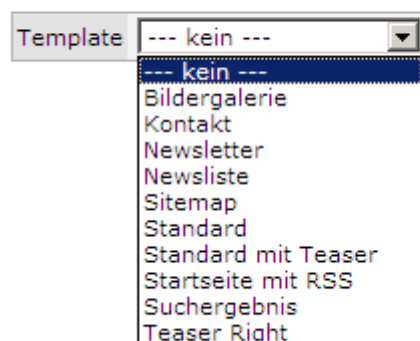 Template --- kein ---
--- kein ---
Bildergalerie
Kontakt
Newsletter
Newsliste
Sitemap
Standard
Standard mit Teaser
Startseite mit RSS
Suchergebnis
Teaser Right